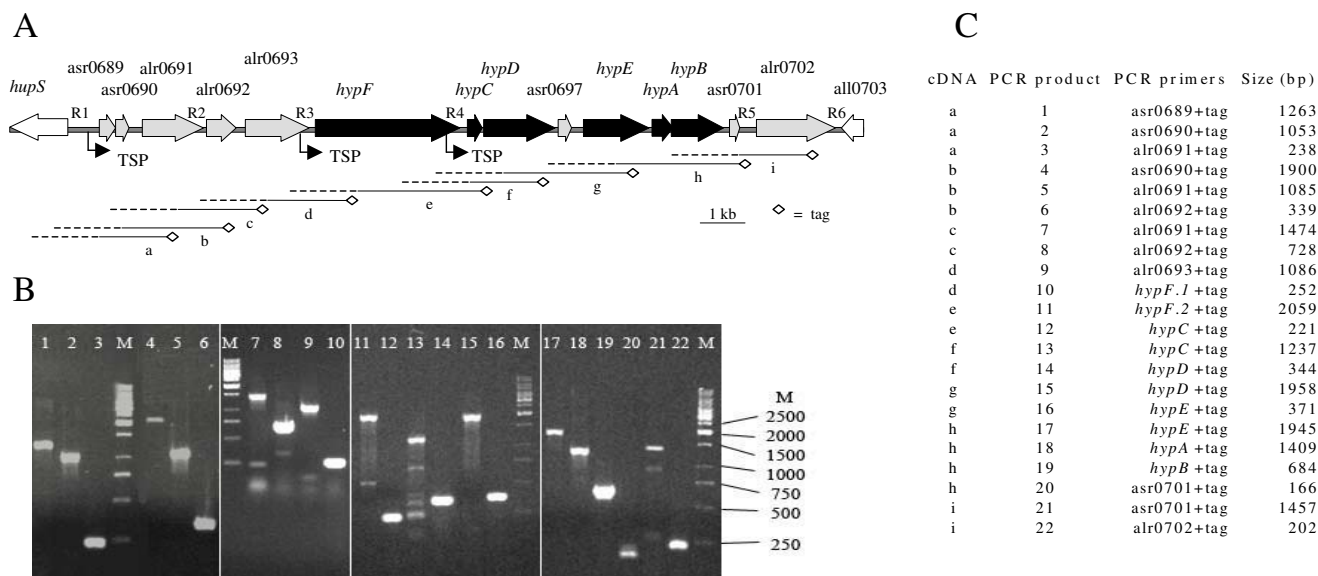 A
alr0693
asr0689 alr0691 hypD hypE hypB alr0702
hupS asr0690 alr0692 hypF hypC asr0697 hypA asr0701 all0703
R1 R2 R3 R4 R5 R6
TSP TSP TSP
i
h
g
f
e
d
c
b
a
1 kb
= tag
B
1 2 3 M 4 5 6
M 7 8 9 10
11 12 13 14 15 16 M
17 18 19 20 21 22 M
M
2500
2000
1500
1000
750
500
250
C
cDNA PCR product PCR primers Size (bp)
a 1 asr0689+tag 1263
a 2 asr0690+tag 1053
a 3 alr0691+tag 238
b 4 asr0690+tag 1900
b 5 alr0691+tag 1085
b 6 alr0692+tag 339
c 7 alr0691+tag 1474
c 8 alr0692+tag 728
d 9 alr0693+tag 1086
d 10 hypF.1 +tag 252
e 11 hypF.2 +tag 2059
e 12 hypC +tag 221
f 13 hypC +tag 1237
f 14 hypD +tag 344
g 15 hypD +tag 1958
g 16 hypE +tag 371
h 17 hypE +tag 1945
h 18 hypA +tag 1409
h 19 hypB +tag 684
h 20 asr0701+tag 166
i 21 asr0701+tag 1457
i 22 alr0702+tag 202